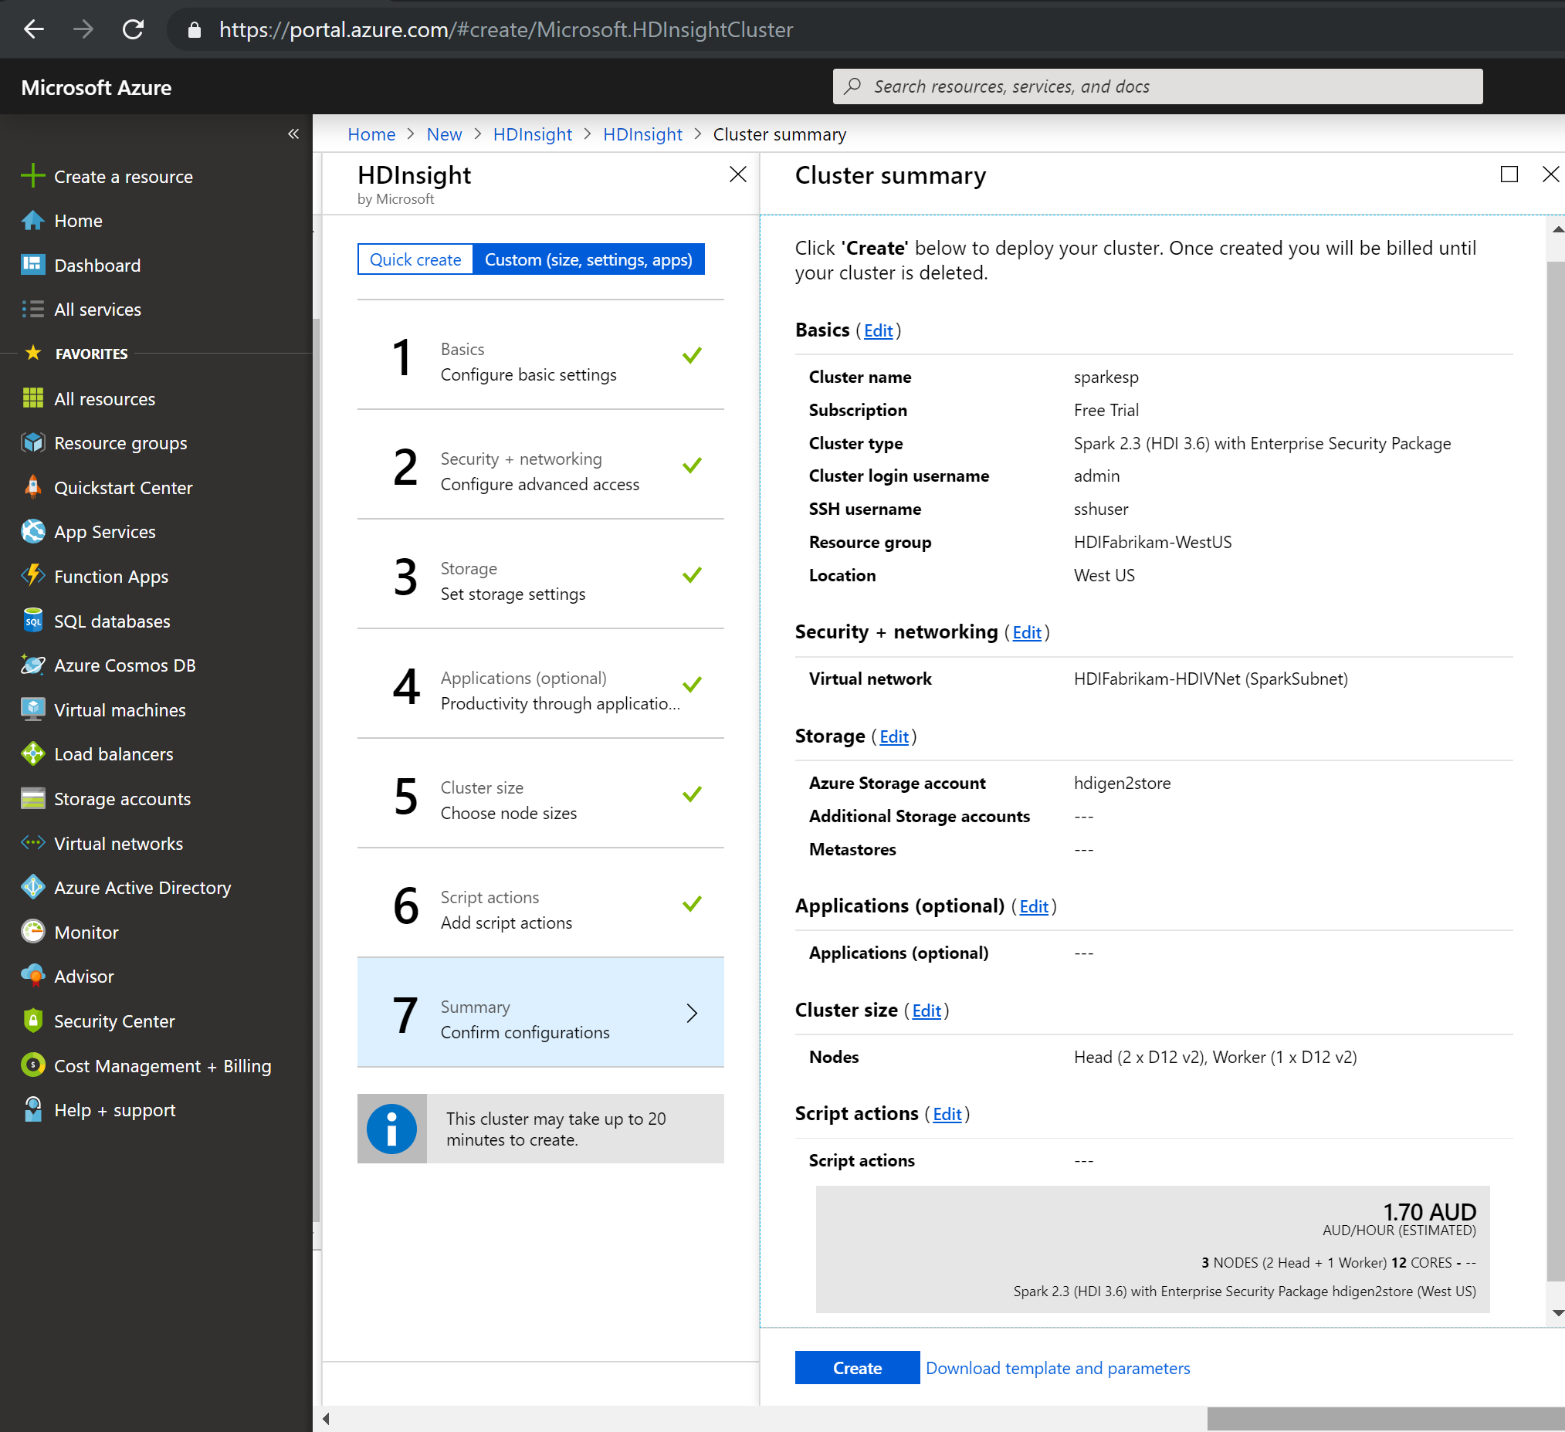 https://portal.azure.com/#create/Microsoft.HDInsightCluster
Microsoft Azure
Search resources, services, and docs
«
Create a resource
Home
Dashboard
All services
FAVORITES
All resources
Resource groups
Quickstart Center
App Services
Function Apps
SQL databases
Azure Cosmos DB
Virtual machines
Load balancers
Storage accounts
Virtual networks
Azure Active Directory
Monitor
Advisor
Security Center
Cost Management + Billing
Help + support
Home > New > HDInsight > HDInsight > Cluster summary
HDInsight
by Microsoft
Quick create Custom (size, settings, apps)
1 Basics
Configure basic settings
2 Security + networking
Configure advanced access
3 Storage
Set storage settings
4 Applications (optional)
Productivity through applicatio...
5 Cluster size
Choose node sizes
6 Script actions
Add script actions
7 Summary
Confirm configurations
This cluster may take up to 20
minutes to create.
Cluster summary
Click 'Create' below to deploy your cluster. Once created you will be billed until
your cluster is deleted.
Basics (Edit)
Cluster name sparkesp
Subscription Free Trial
Cluster type Spark 2.3 (HDI 3.6) with Enterprise Security Package
Cluster login username admin
SSH username sshuser
Resource group HDIFabrikam-WestUS
Location West US
Security + networking (Edit)
Virtual network HDIFabrikam-HDIVNet (SparkSubnet)
Storage (Edit)
Azure Storage account hdigen2store
Additional Storage accounts ---
Metastores ---
Applications (optional) (Edit)
Applications (optional) ---
Cluster size (Edit)
Nodes Head (2 x D12 v2), Worker (1 x D12 v2)
Script actions (Edit)
Script actions ---
1.70 AUD
AUD/HOUR (ESTIMATED)
3 NODES (2 Head + 1 Worker) 12 CORES - --
Spark 2.3 (HDI 3.6) with Enterprise Security Package hdigen2store (West US)
Create Download template and parameters